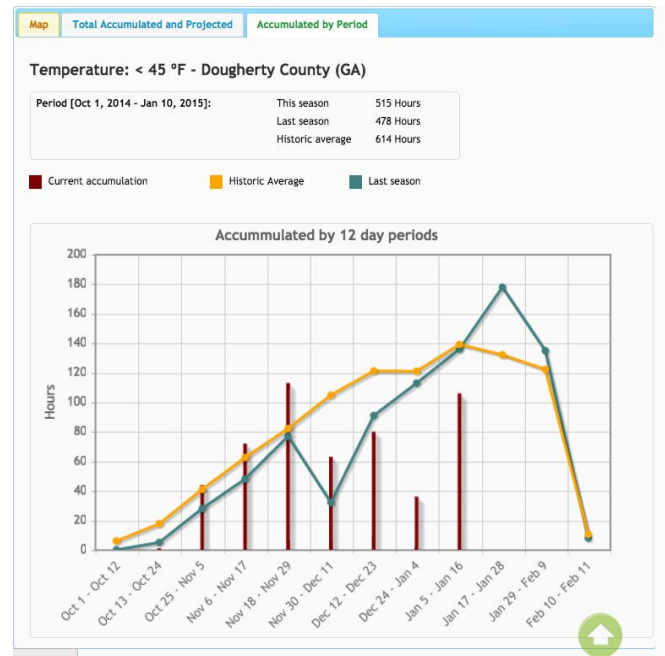 Map Total Accumulated and Projected Accumulated by Period
Temperature: < 45 ºF - Dougherty County (GA)
Period [Oct 1, 2014 - Jan 10, 2015]: This season 515 Hours
Last season 478 Hours
Historic average 614 Hours
Current accumulation Historic Average Last season
Accummulated by 12 day periods
200
180
160
140
120
100
80
60
40
20
0
Hours
Oct 1 - Oct 12
Oct 13 - Oct 24
Oct 25 - Nov 5
Nov 6 - Nov 17
Nov 18 - Nov 29
Nov 30 - Dec 11
Dec 12 - Dec 23
Dec 24 - Jan 4
Jan 5 - Jan 16
Jan 17 - Jan 28
Jan 29 - Feb 9
Feb 10 - Feb 11